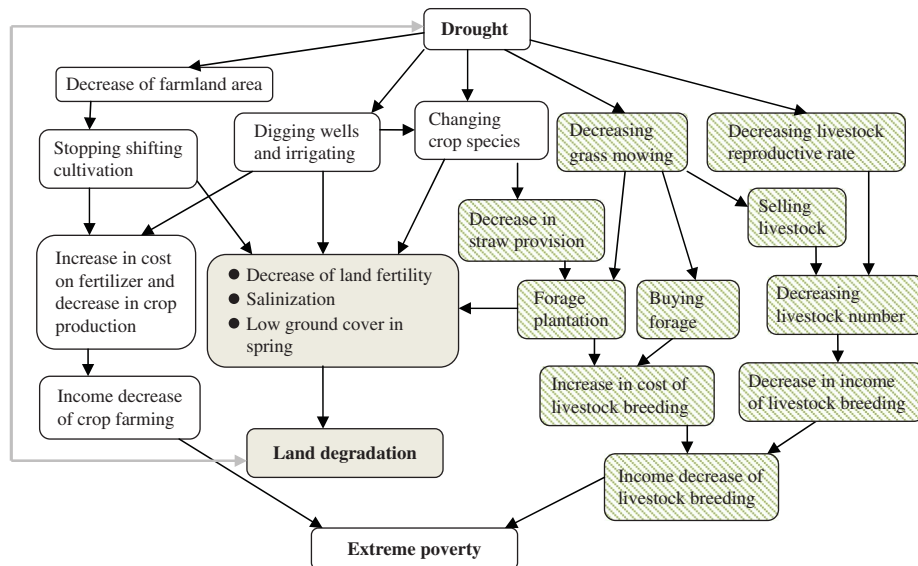 Drought
Decrease of farmland area
Stopping shifting
cultivation
Digging wells
and irrigating
Changing
crop species
Decreasing
grass mowing
Decreasing livestock
reproductive rate
Decrease in
straw provision
Selling
livestock
Increase in cost
on fertilizer and
decrease in crop
production
● Decrease of land fertility
● Salinization
● Low ground cover in
spring
Forage
plantation
Buying
forage
Decreasing
livestock number
Income decrease
of crop farming
Increase in cost of
livestock breeding
Decrease in income
of livestock breeding
Land degradation
Income decrease of
livestock breeding
Extreme poverty